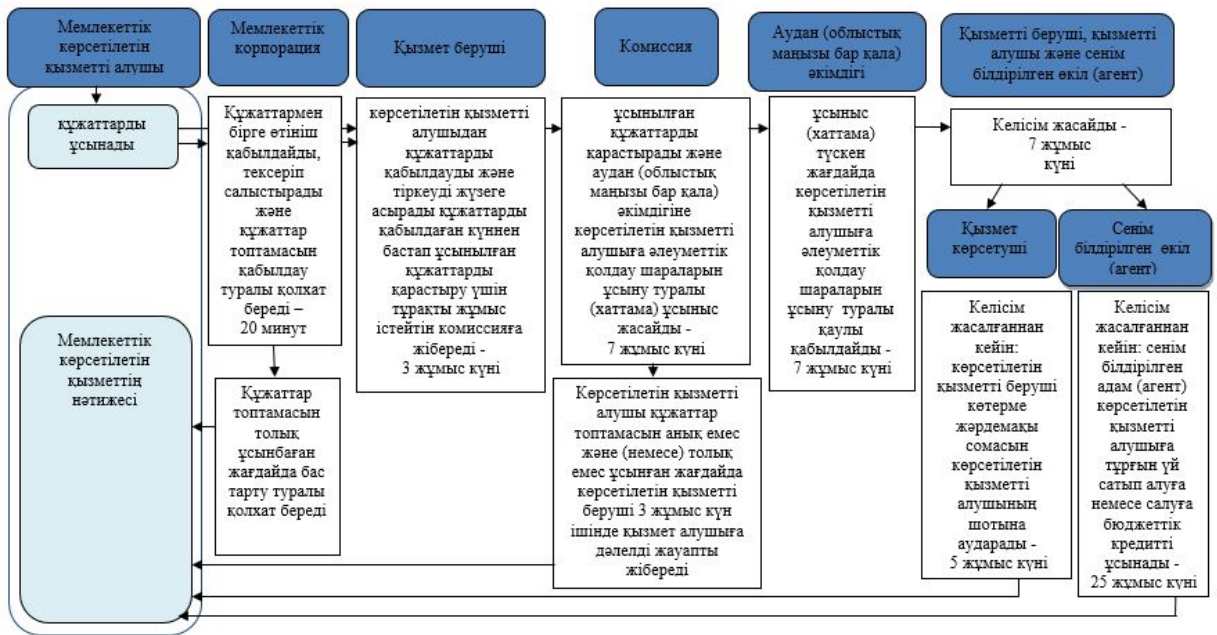 Мемлекеттік
көрсетілетін
қызметті алушы
Мемлекеттік
корпорация
Қызмет беруші
Комиссия
Аудан (облыстық
маңызы бар қала)
әкімдігі
Қызметті беруші, қызметті
алушы және сенім
білдірілген өкіл (агент)
құжаттарды
ұсынады
Құжаттармен
бірге өтініш
қабылдайды,
тексеріп
салыстырады
және
құжаттар
топтамасын
қабылдау
туралы қолхат
береді –
20 минут
көрсетілетін қызметті
алушыдан
құжаттарды
қабылдауды және
тіркеуді жүзеге
асырады құжаттарды
қабылдаған күннен
бастап ұсынылған
құжаттарды
қарастыру үшін
тұрақты жұмыс
істейтін комиссияға
жібереді -
3 жұмыс күні
ұсынылған
құжаттарды
қарастырады және
аудан (облыстық
маңызы бар қала)
әкімдігіне
көрсетілетін қызметті
алушыға әлеуметтік
қолдау шараларын
ұсыну туралы
(хаттама) ұсыныс
жасайды -
7 жұмыс күні
ұсыныс
(хаттама)
түскен
жағдайда
көрсетілетін
қызметті
алушыға
әлеуметтік
қолдау
шараларын
ұсыну туралы
қаулы
қабылдайды -
7 жұмыс күні
Келісім жасайды -
7 жұмыс
күні
Қызмет
көрсетуші
Сенім
білдірілген өкіл
(агент)
Келісім
жасалғаннан
кейін:
көрсетілетін
қызметті беруші
көтерме
жәрдемақы
сомасын
көрсетілетін
қызметті
алушының
шотына
аударады -
5 жұмыс күні
Келісім
жасалғаннан
кейін: сенім
білдірілген
адам (агент)
көрсетілетін
қызметті
алушыға
тұрғын үй
сатып алуға
немесе салуға
бюджеттік
кредитті
ұсынады -
25 жұмыс күні
Мемлекеттік
көрсетілетін
қызметтің
нәтижесі
Құжаттар
топтамасын
толық
ұсынбаған
жағдайда бас
тарту туралы
қолхат береді
Көрсетілетін қызметті
алушы құжаттар
топтамасын анық емес
және (немесе) толық
емес ұсынған жағдайда
көрсетілетін қызметті
беруші 3 жұмыс күн
ішінде қызмет алушыға
дәлелді жауапты
жібереді